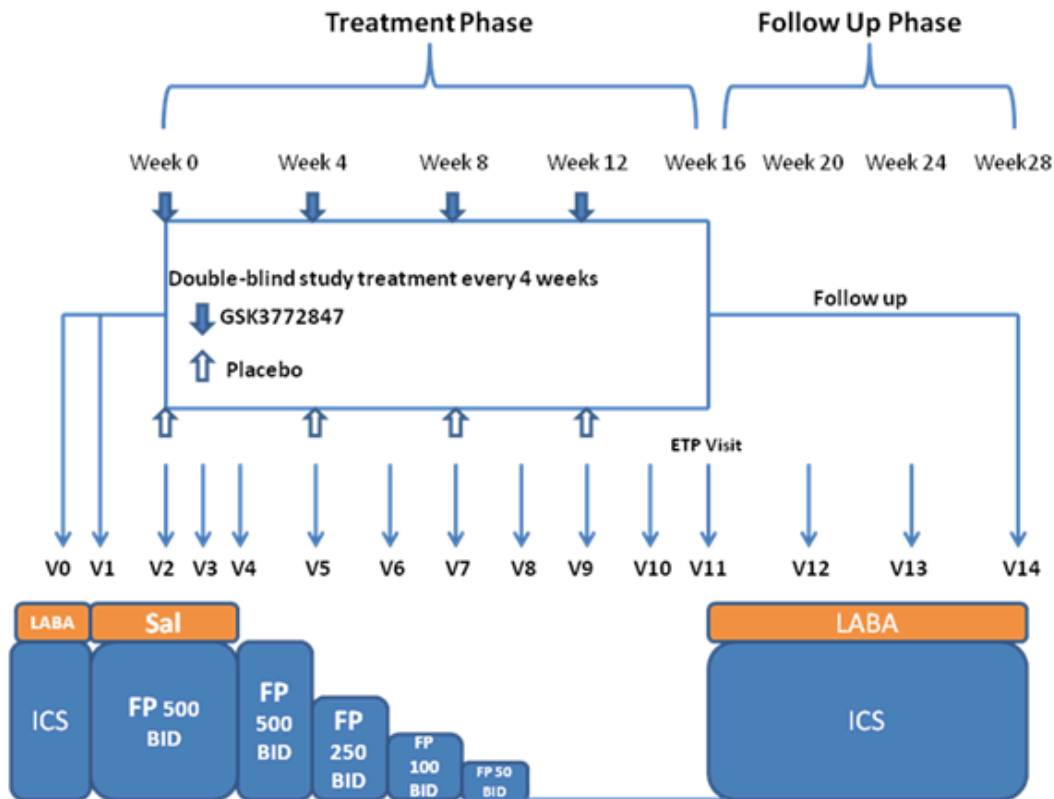 Treatment Phase Follow Up Phase
Week 0 Week 4 Week 8 Week 12 Week 16 Week 20 Week 24 Week28
Double-blind study treatment every 4 weeks
GSK3772847
Placebo
Follow up
ETP Visit
V0 V1 V2 V3 V4 V5 V6 V7 V8 V9 V10 V11 V12 V13 V14
LABA Sal LABA
ICS
FP 500
BID
FP
500
BID
FP
250
BID
FP
100
BID
FP 50
BID
ICS